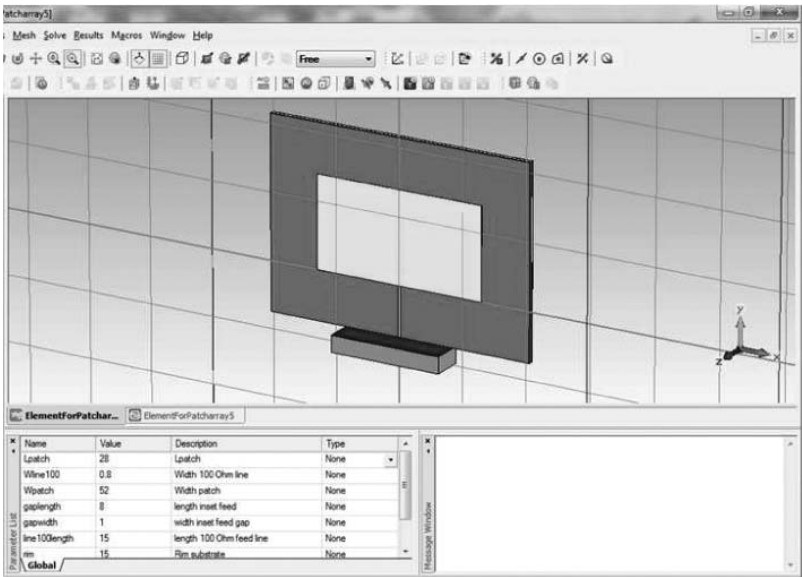 Patcharray5]
Mesh Solve Results Macros Window Help
Free
y
z x
ElementForPatchar... ElementForPatcharray5
Name Value Description Type
Lpatch 28 Lpatch None
Wline100 0.8 Width 100 Ohm line None
Wpatch 52 Width patch None
gaplength 8 length inset feed None
gapwidth 1 width inset feed gap None
line100length 15 length 100 Ohm feed line None
rim 15 Rim substrate None
Global
Parameter List
Message Window